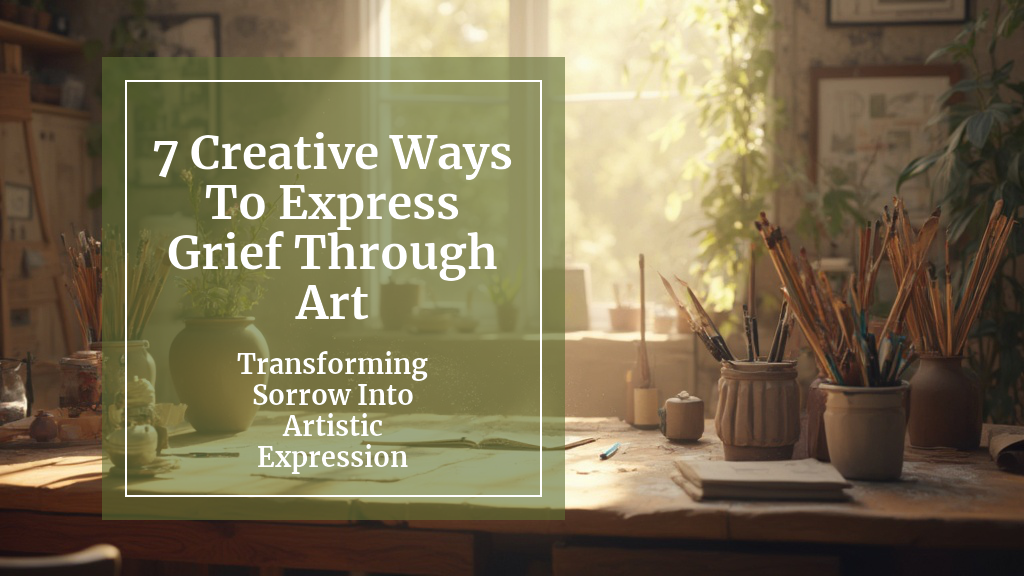 7 Creative Ways
To Express
Grief Through
Art
Transforming
Sorrow Into
Artistic
Expression